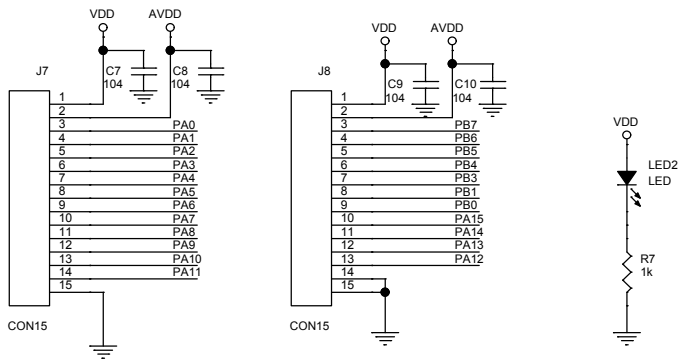 VDD AVDD
J7
C7 C8
104 104
1
2
3 PA0
4 PA1
5 PA2
6 PA3
7 PA4
8 PA5
9 PA6
10 PA7
11 PA8
12 PA9
13 PA10
14 PA11
15
CON15
VDD AVDD
J8
C9 C10
104 104
1
2
3 PB7
4 PB6
5 PB5
6 PB4
7 PB3
8 PB1
9 PB0
10 PA15
11 PA14
12 PA13
13 PA12
14
15
CON15
VDD
LED2
LED
R7
1k